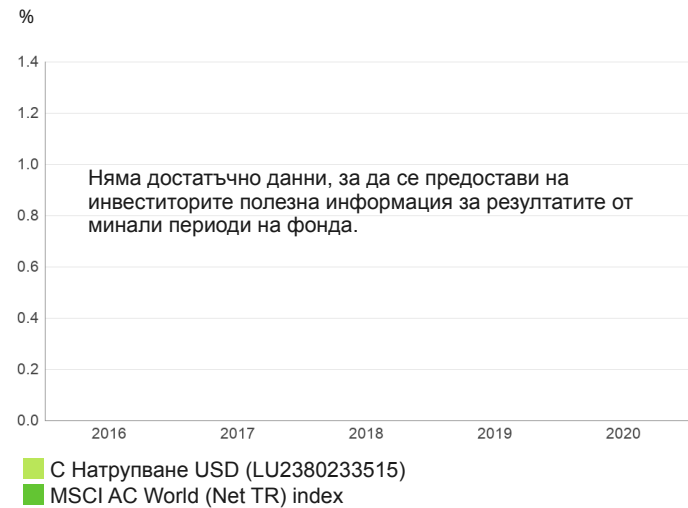 %
1.4
1.2
1.0
Няма достатъчно данни, за да се предостави на
инвеститорите полезна информация за резултатите от
минали периоди на фонда.
0.8
0.6
0.4
0.2
0.0
2016 2017 2018 2019 2020
C Натрупване USD (LU2380233515)
MSCI AC World (Net TR) index